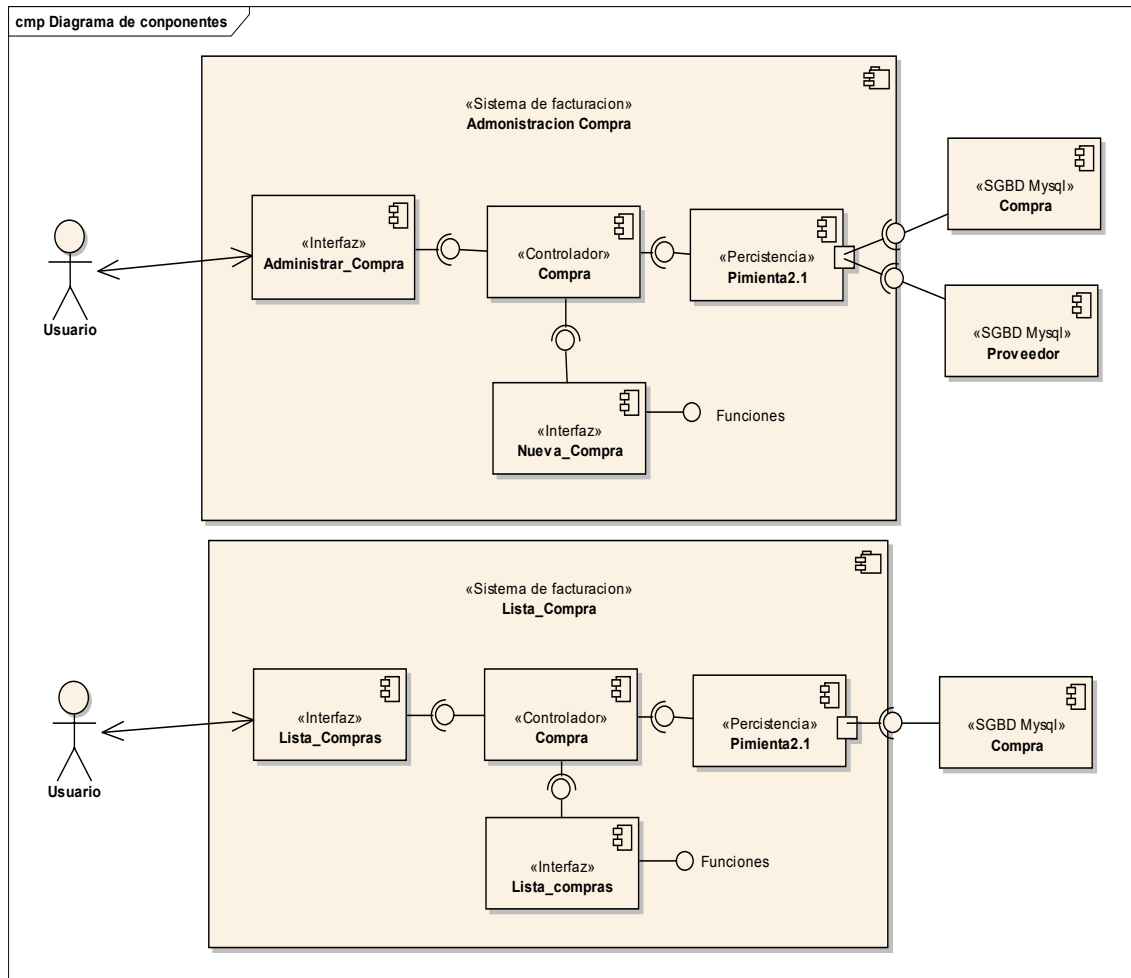 cmp Diagrama de conponentes
«Sistema de facturacion»
Admonistracion Compra
«Interfaz»
Administrar_Compra
«Controlador»
Compra
«Percistencia»
Pimienta2.1
«SGBD Mysql»
Compra
«SGBD Mysql»
Proveedor
Usuario
«Interfaz»
Nueva_Compra
Funciones
«Sistema de facturacion»
Lista_Compra
«Interfaz»
Lista_Compras
«Controlador»
Compra
«Percistencia»
Pimienta2.1
«SGBD Mysql»
Compra
Usuario
«Interfaz»
Lista_compras
Funciones